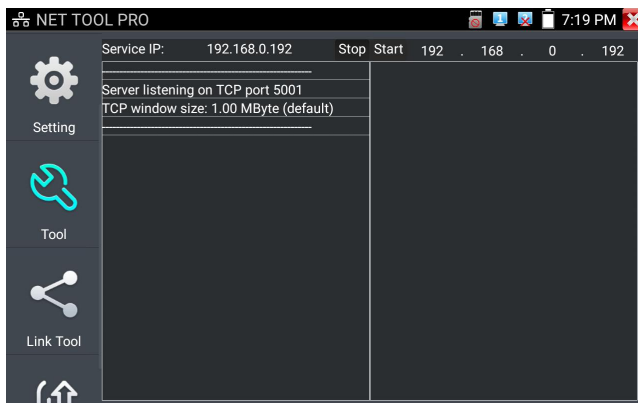 NET TOOL PRO 7:19 PM
Service IP: 192.168.0.192 Stop Start 192 . 168 . 0 . 192
------------------------------------------------------------
Server listening on TCP port 5001
TCP window size: 1.00 MByte (default)
------------------------------------------------------------
Setting
Tool
Link Tool